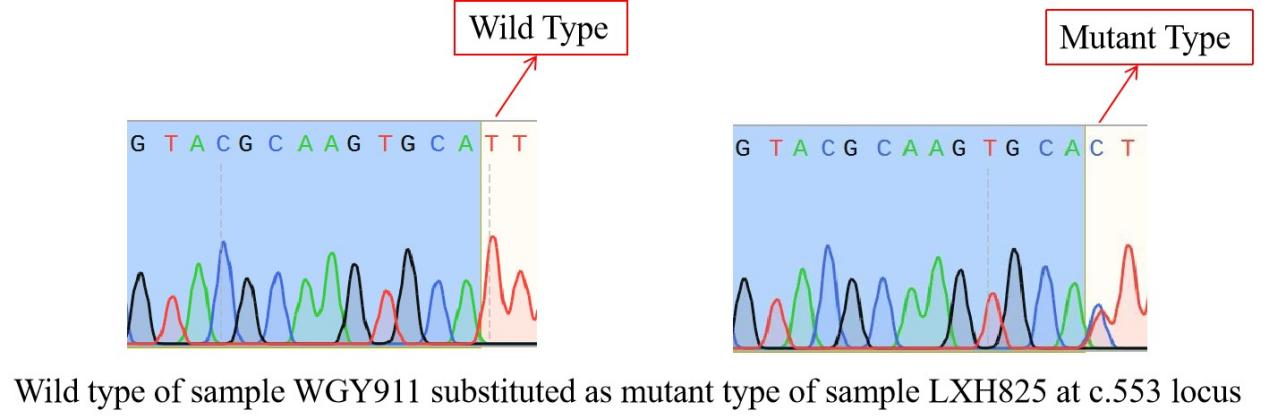 Wild Type
Mutant Type
G T A C G C A A G T G C A T T
G T A C G C A A G T G C A C T
Wild type of sample WGY911 substituted as mutant type of sample LXH825 at c.553 locus